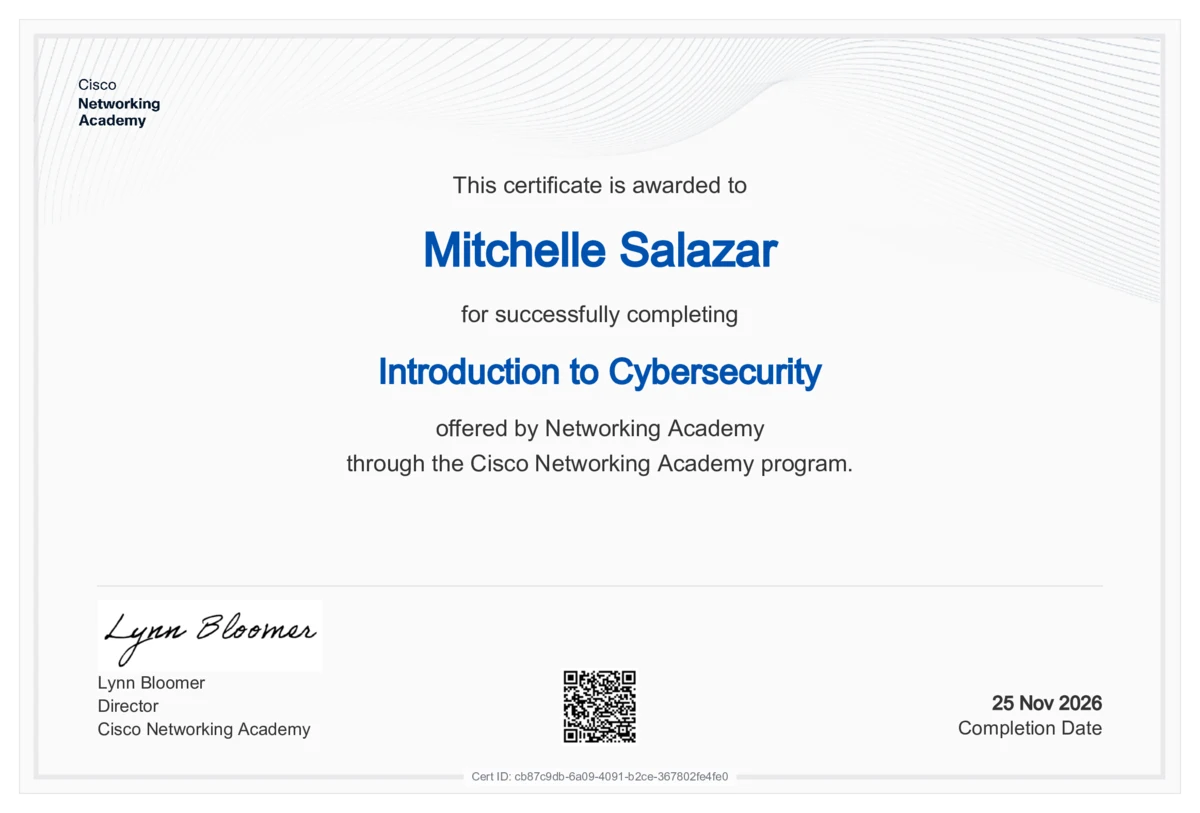 Cisco
Networking
Academy
This certificate is awarded to
Mitchelle Salazar
for successfully completing
Introduction to Cybersecurity
offered by Networking Academy
through the Cisco Networking Academy program.
Lynn Bloomer
Lynn Bloomer
Director
Cisco Networking Academy
25 Nov 2026
Completion Date
Cert ID: cb87c9db-6a09-4091-b2ce-367802fe4fe0